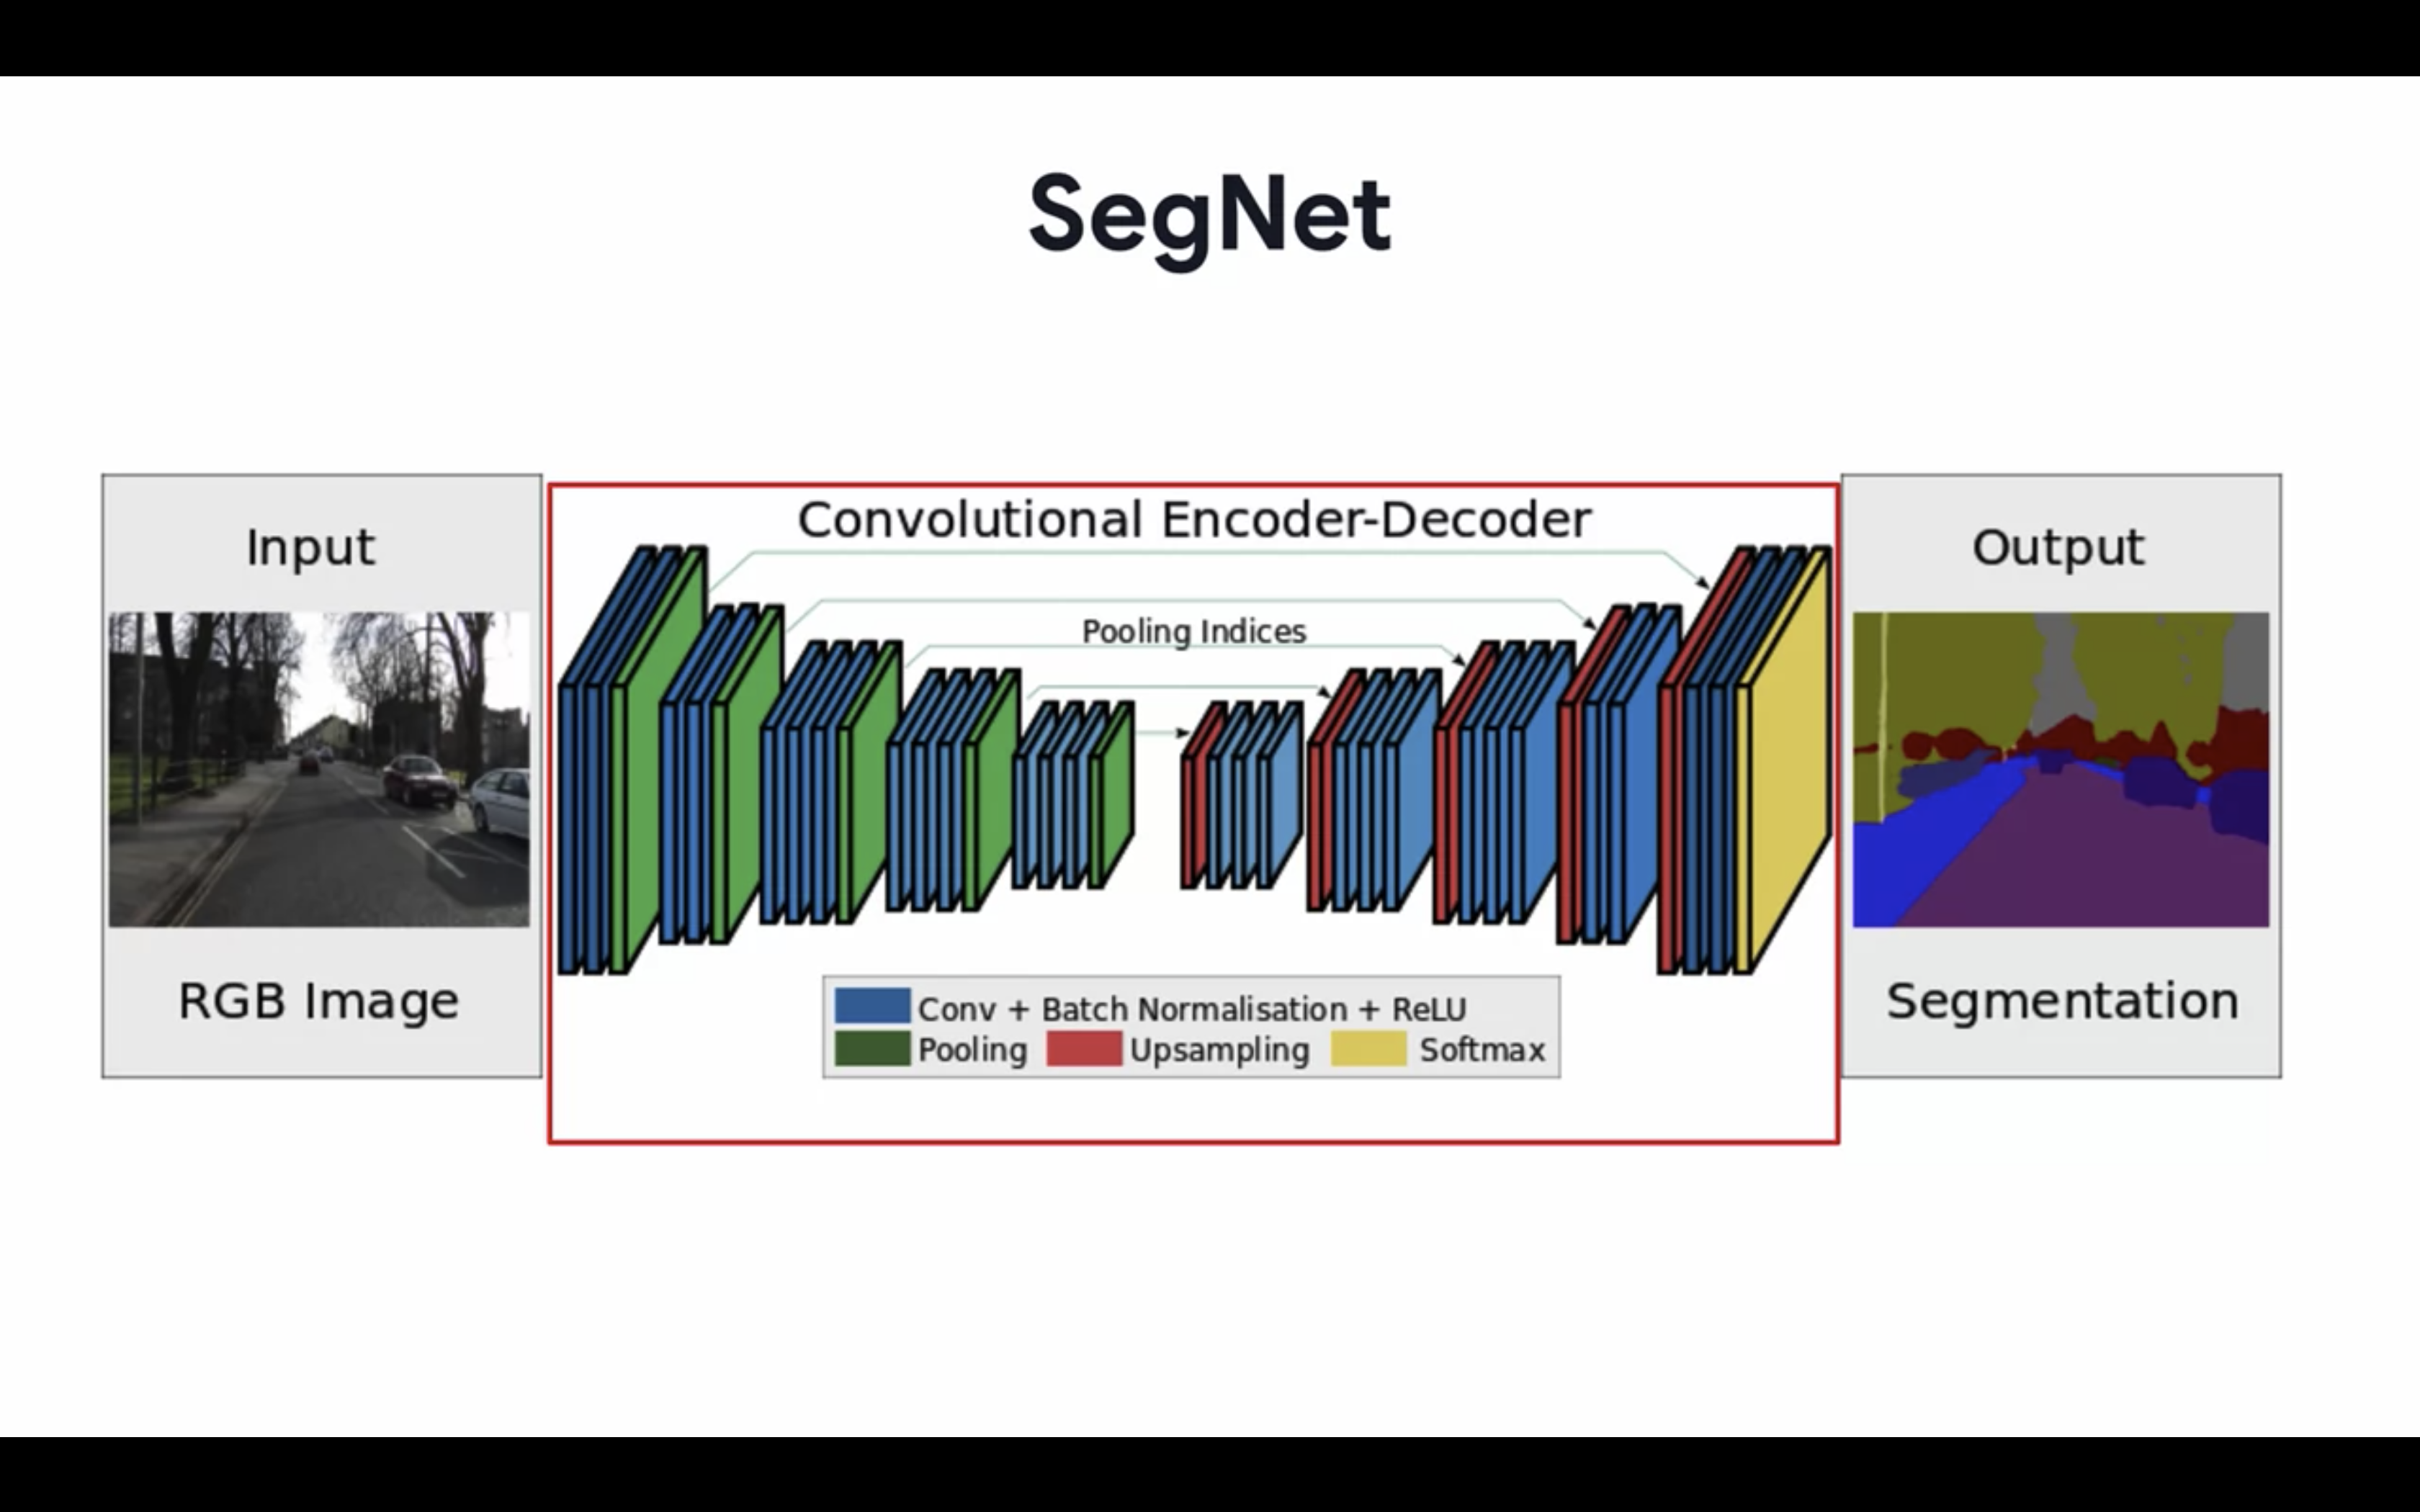 SegNet
Input
RGB Image
Convolutional Encoder-Decoder
Pooling Indices
Conv + Batch Normalisation + ReLU
Pooling Upsampling Softmax
Output
Segmentation